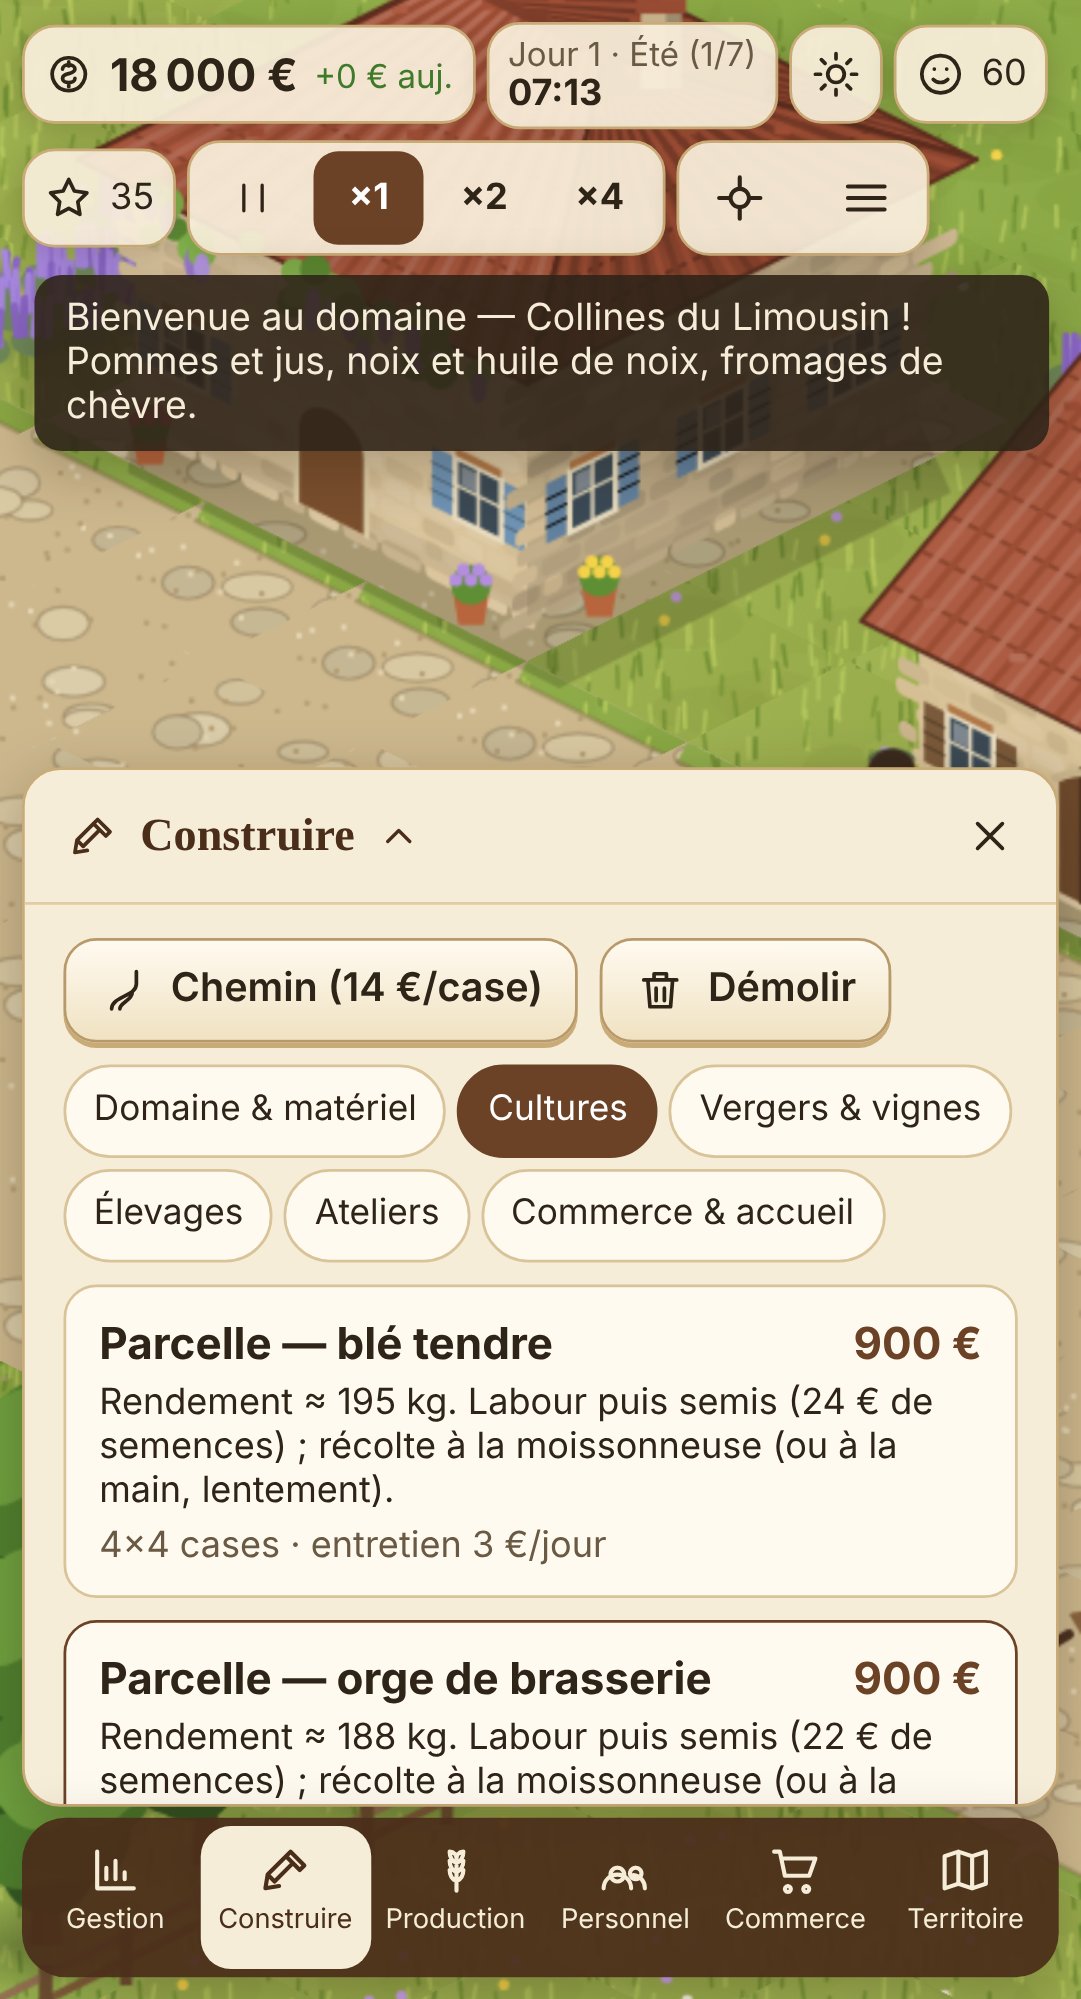 18 000 € +0 € auj.
Jour 1 · Été (1/7)
07:13
60
35
×1 ×2 ×4
Bienvenue au domaine — Collines du Limousin !
Pommes et jus, noix et huile de noix, fromages de
chèvre.
Construire
Chemin (14 €/case) Démolir
Domaine & matériel Cultures Vergers & vignes
Élevages Ateliers Commerce & accueil
Parcelle — blé tendre 900 €
Rendement ≈ 195 kg. Labour puis semis (24 € de
semences) ; récolte à la moissonneuse (ou à la
main, lentement).
4×4 cases · entretien 3 €/jour
Parcelle — orge de brasserie 900 €
Rendement ≈ 188 kg. Labour puis semis (22 € de
semences) ; récolte à la moissonneuse (ou à la
Gestion Construire Production Personnel Commerce Territoire